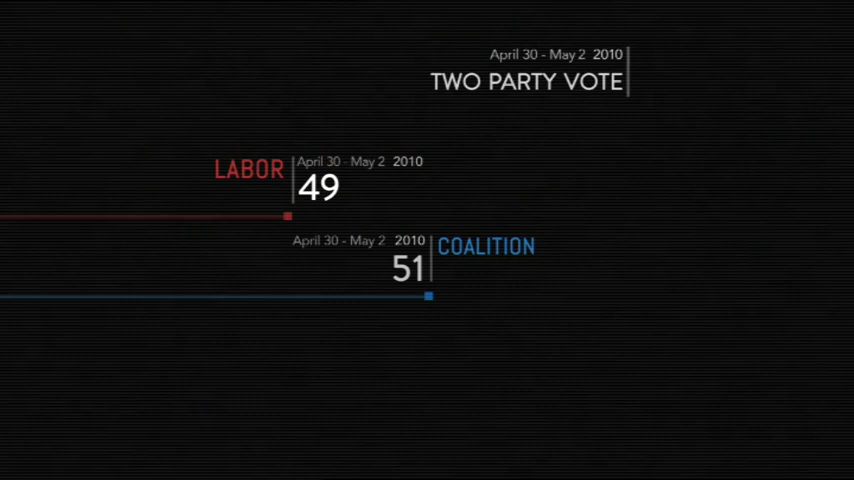 April 30 - May 2 2010
TWO PARTY VOTE
LABOR
April 30 - May 2 2010
49
April 30 - May 2 2010
COALITION
51